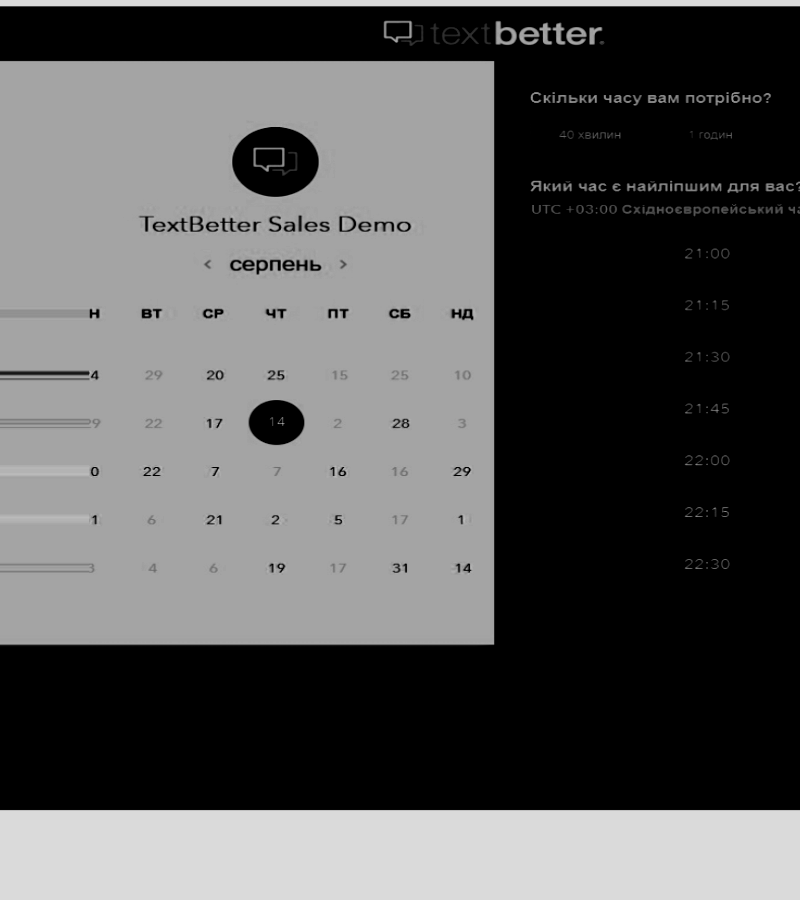 textbetter.
TextBetter Sales Demo
< серпень >
Н ВТ СР ЧТ ПТ СБ НД
4 29 20 25 15 25 10
9 22 17 14 2 28 3
0 22 7 7 16 16 29
1 6 21 2 5 17 1
3 4 6 19 17 31 14
Скільки часу вам потрібно?
40 хвилин 1 годин
Який час є найліпшим для вас?
UTC +03:00 Східноєвропейський ча
21:00
21:15
21:30
21:45
22:00
22:15
22:30